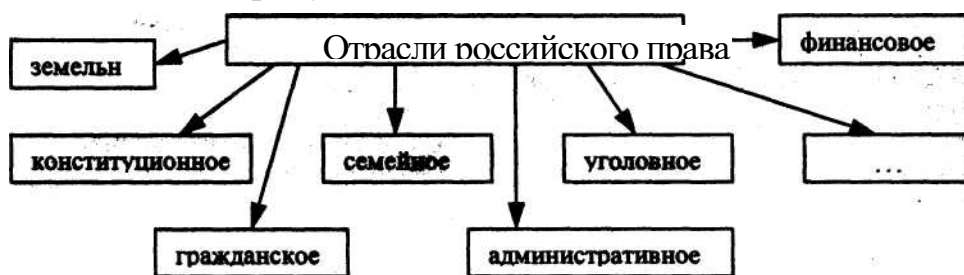 Отрасли российского права
финансовое
земельн
конституционное
семейное
уголовное
...
гражданское
административное